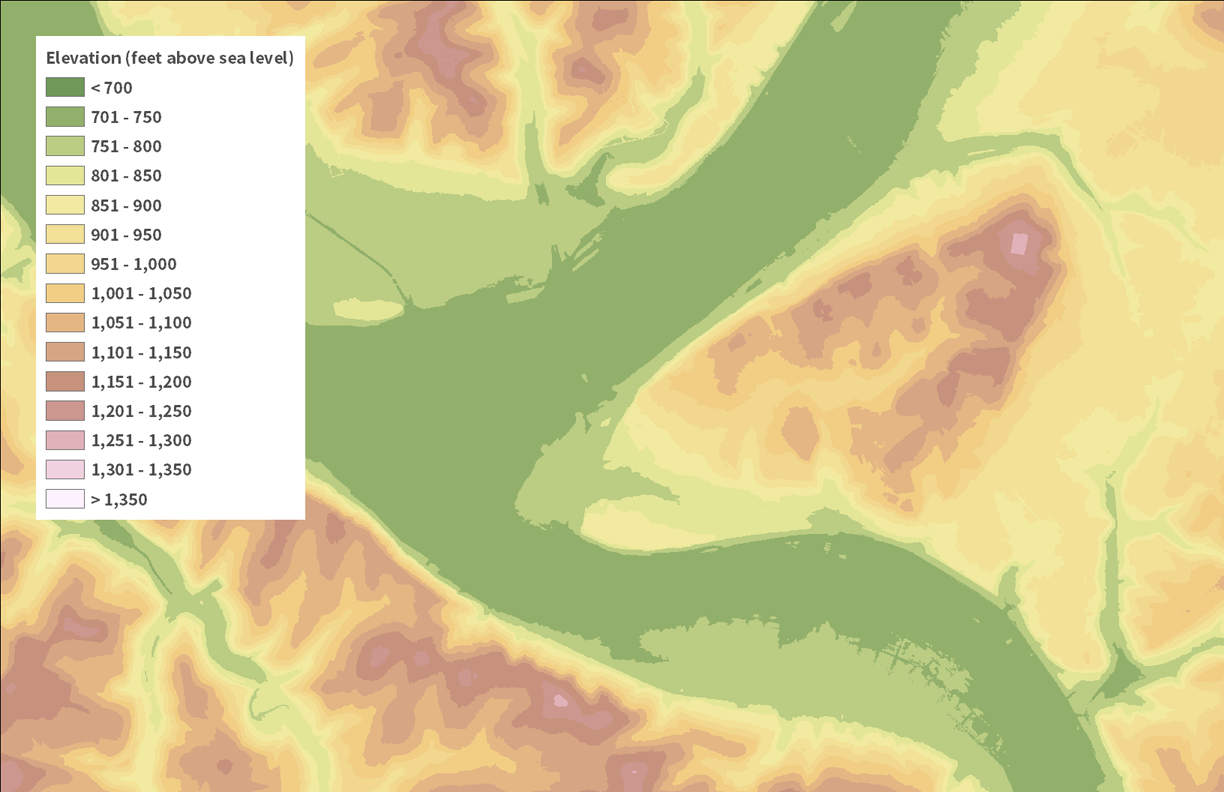 Elevation (feet above sea level)
< 700
701 - 750
751 - 800
801 - 850
851 - 900
901 - 950
951 - 1,000
1,001 - 1,050
1,051 - 1,100
1,101 - 1,150
1,151 - 1,200
1,201 - 1,250
1,251 - 1,300
1,301 - 1,350
> 1,350